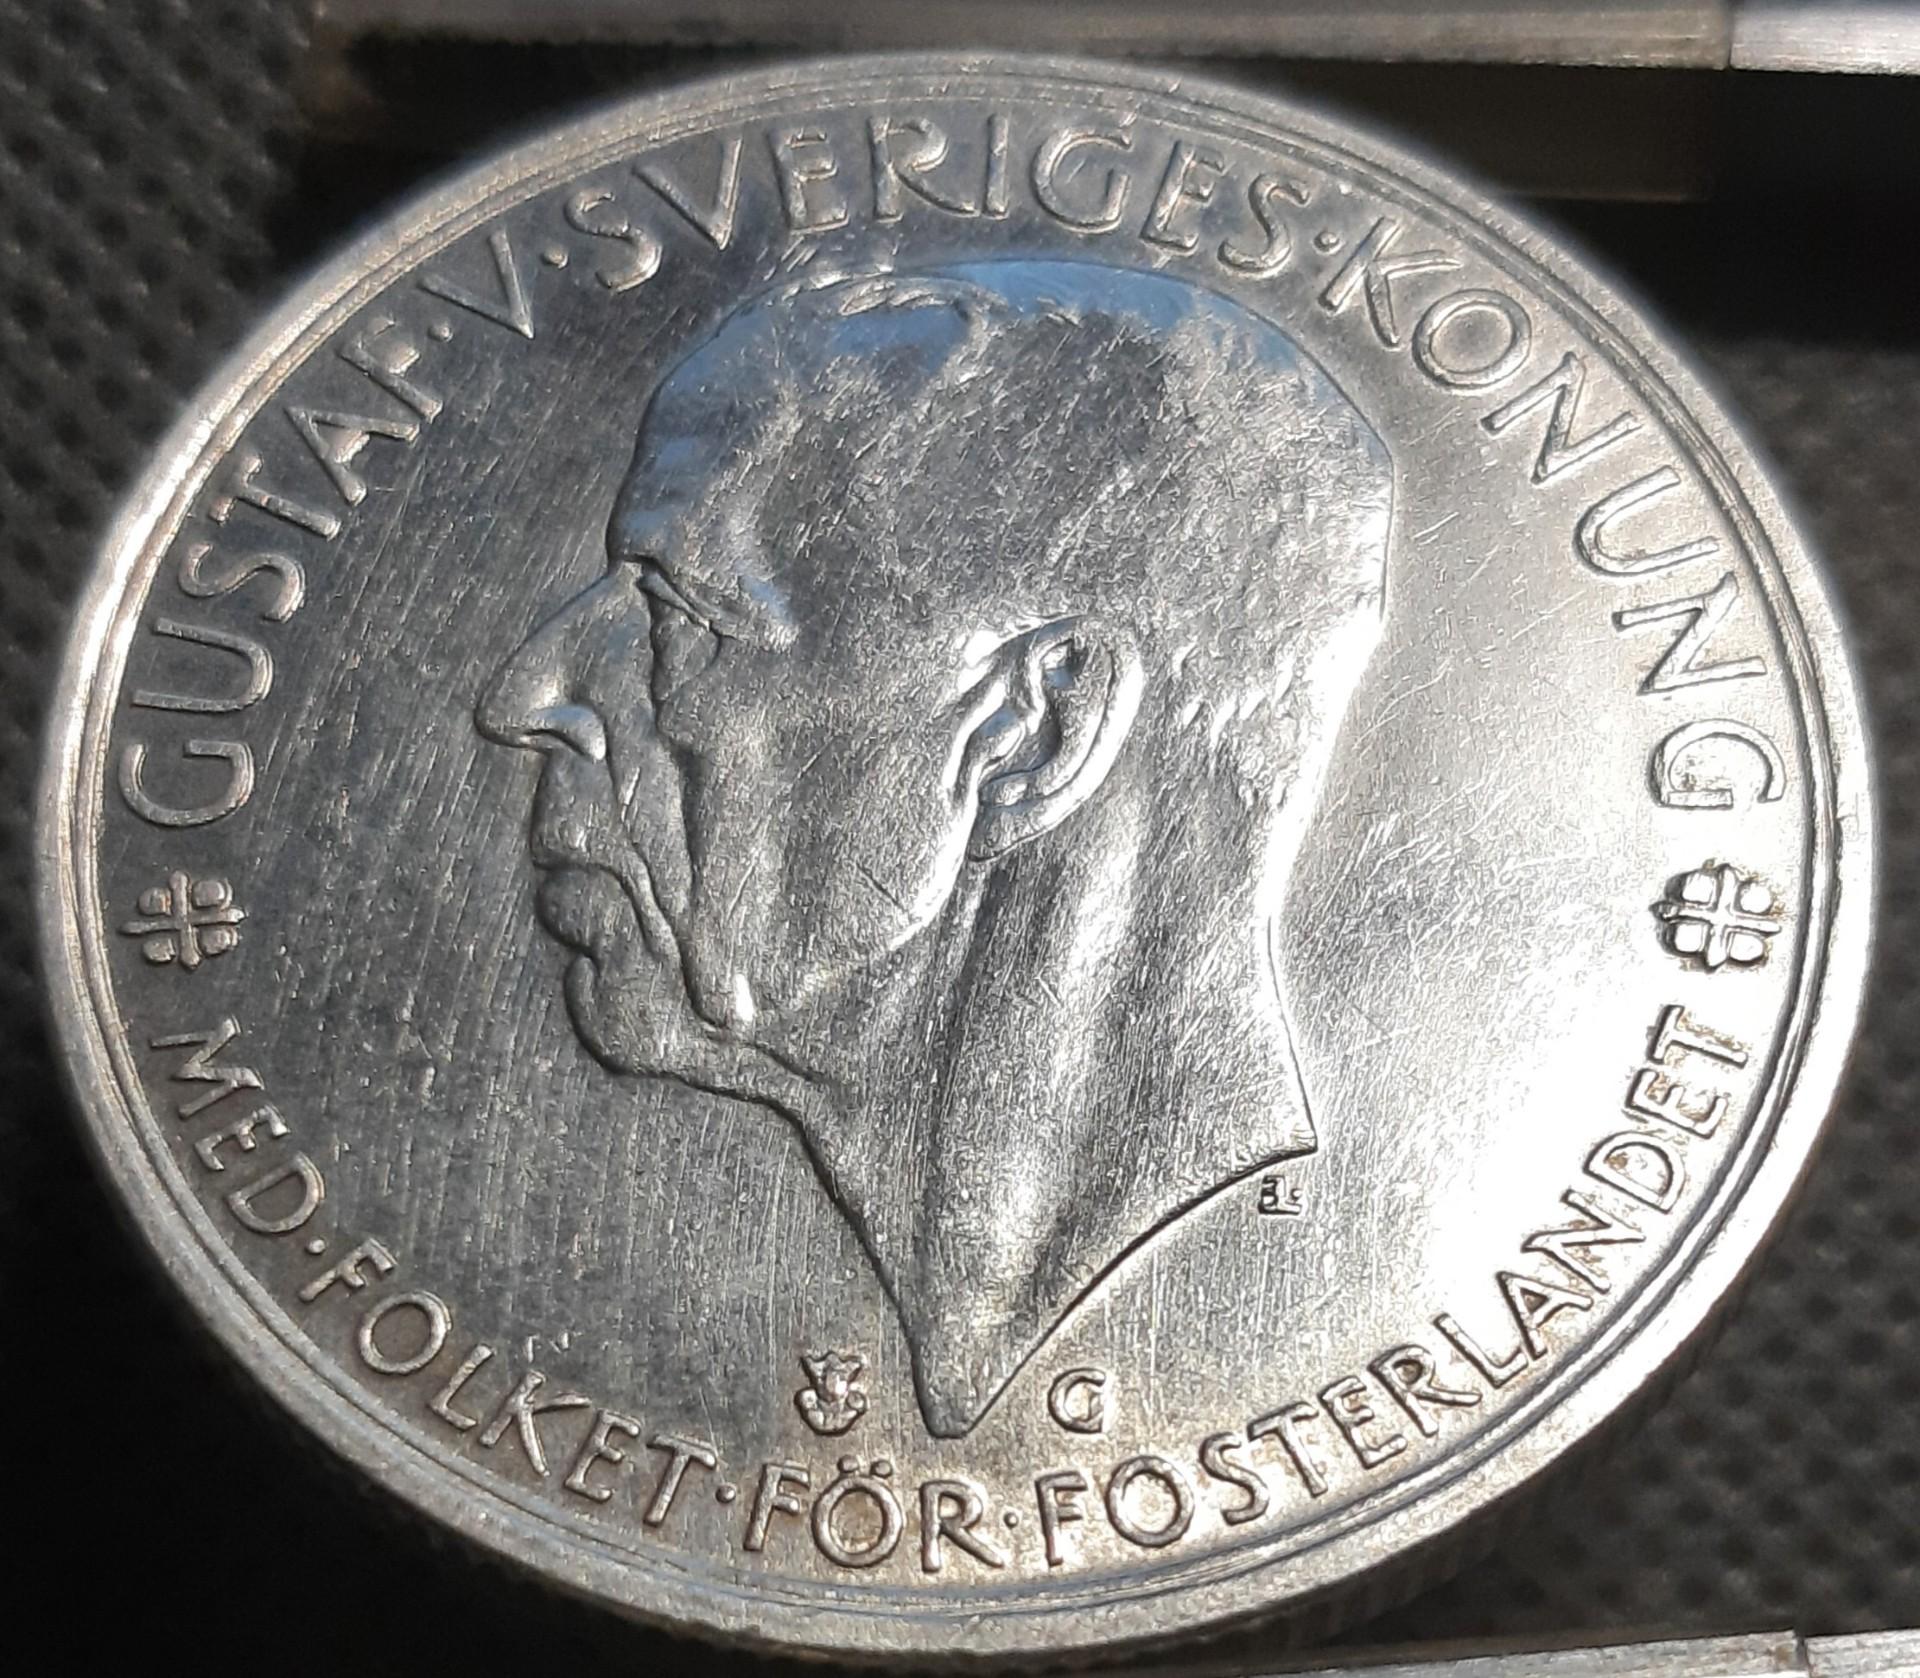 GUSTAF·V·SVERIGES·KONUNG
MED·FOLKET·FÖR·FOSTERLANDET
G